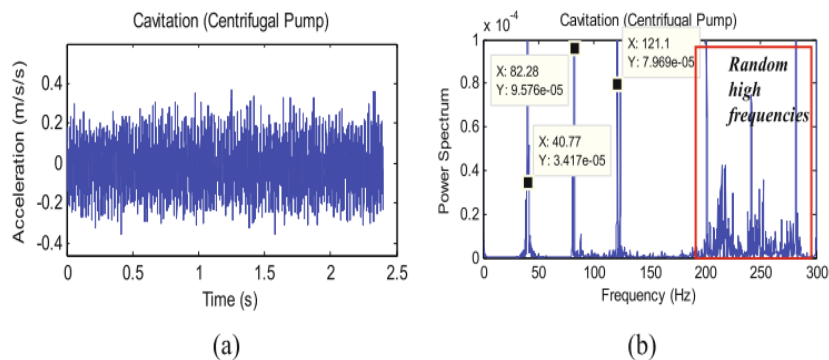 Cavitation (Centrifugal Pump)
Acceleration (m/s/s)
0.4
0.2
0
-0.2
-0.4
0 0.5 1 1.5 2 2.5
Time (s)
(a)
x 10⁻⁴ Cavitation (Centrifugal Pump)
Power Spectrum
1
0.8
0.6
0.4
0.2
0
X: 82.28
Y: 9.576e-05
X: 40.77
Y: 3.417e-05
X: 121.1
Y: 7.969e-05
Random
high
frequencies
0 50 100 150 200 250 300
Frequency (Hz)
(b)